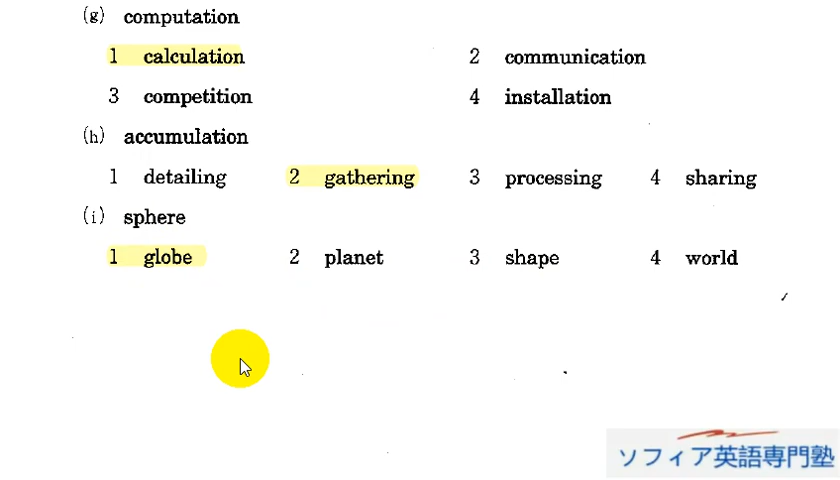 (g) computation
1 calculation 2 communication
3 competition 4 installation
(h) accumulation
1 detailing 2 gathering 3 processing 4 sharing
(i) sphere
1 globe 2 planet 3 shape 4 world
ソフィア英語専門塾